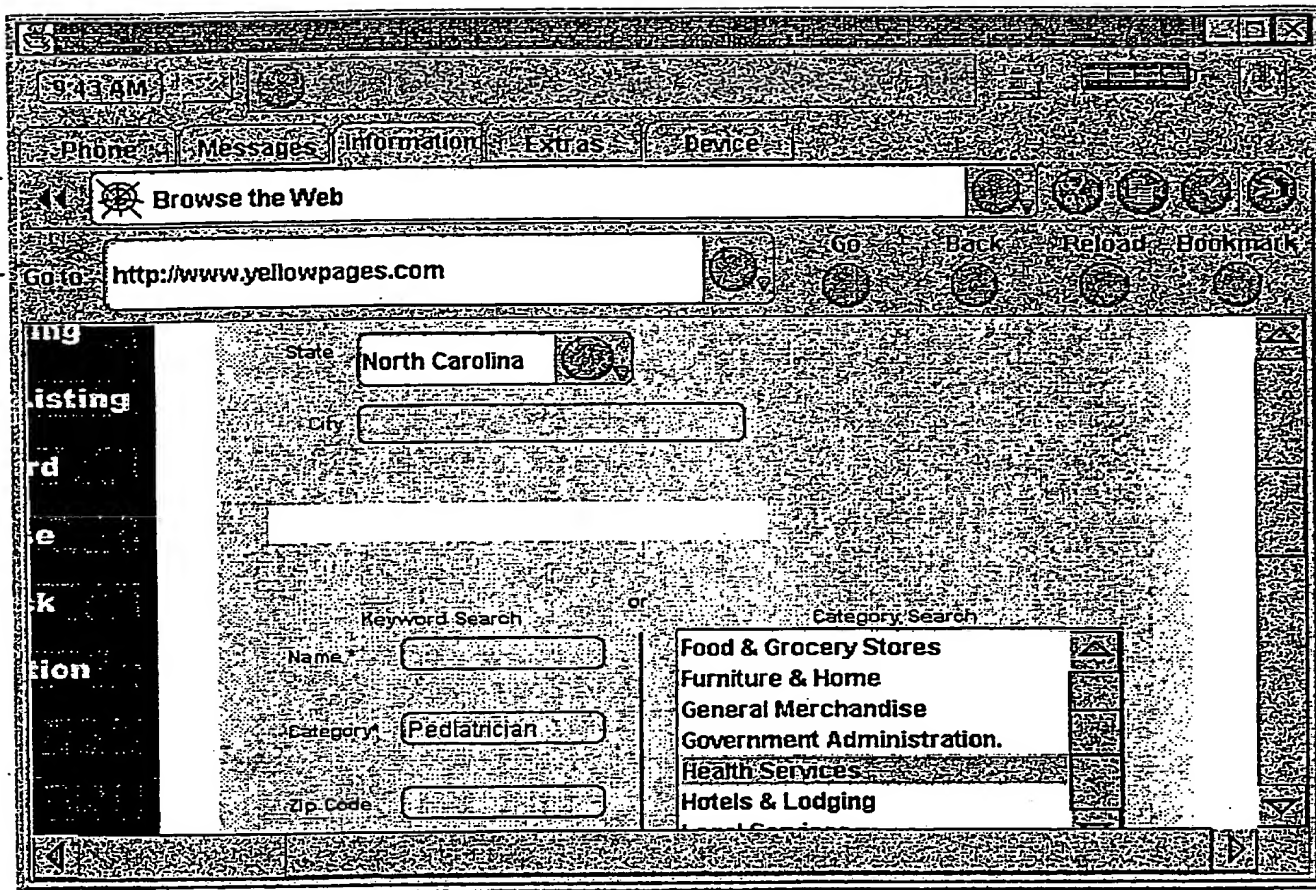 9:43 AM
Phone Messages Information Extras Device
Browse the Web
Go to: http://www.yellowpages.com Go Back Reload Bookmark
ing
isting
rd
e
ck
tion
State North Carolina
City
or
Keyword Search
Name *
Category* Pediatrician
Zip Code
Category Search
Food & Grocery Stores
Furniture & Home
General Merchandise
Government Administration.
Health Services
Hotels & Lodging